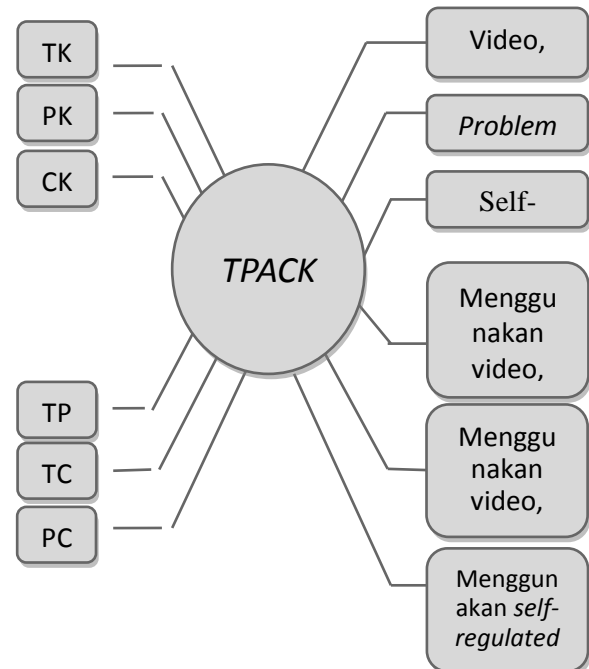 TK
PK
CK
TPACK
TP
TC
PC
Video,
Problem
Self-
Menggu
nakan
video,
Menggu
nakan
video,
Menggun
akan self-
regulated